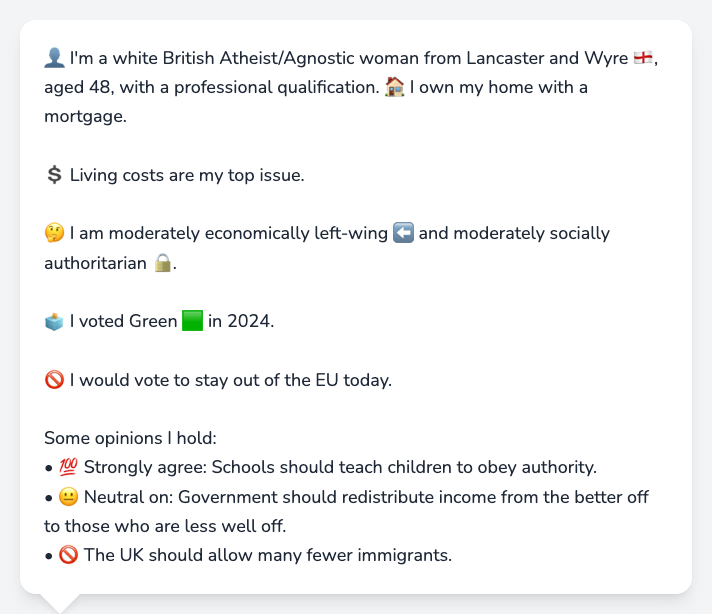 👤 I'm a white British Atheist/Agnostic woman from Lancaster and Wyre 🏴󠁧󠁢󠁥󠁮󠁧󠁿,
aged 48, with a professional qualification. 🏠 I own my home with a
mortgage.
💲 Living costs are my top issue.
🤔 I am moderately economically left-wing ⬅️ and moderately socially
authoritarian 🔒.
🗳️ I voted Green 🟩 in 2024.
🚫 I would vote to stay out of the EU today.
Some opinions I hold:
• 💯 Strongly agree: Schools should teach children to obey authority.
• 😐 Neutral on: Government should redistribute income from the better off
to those who are less well off.
• 🚫 The UK should allow many fewer immigrants.